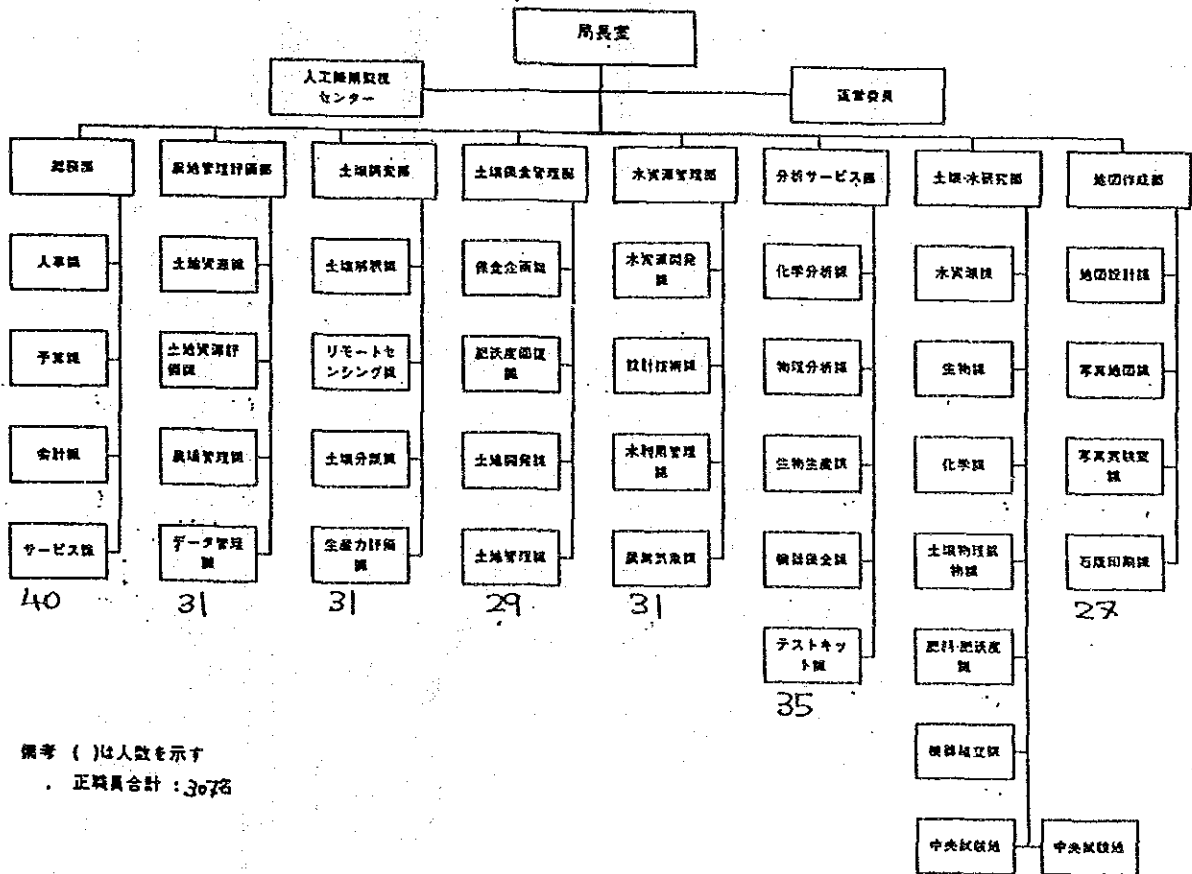 局長室
人工降雨監視
センター
運営委員
総務部
農地管理評価部
土壌調査部
土壌保全管理部
水資源管理部
分析サービス部
土壌・水研究部
地図作成部
人事課
土地資源課
土壌解釈課
保全企画課
水資源開発
課
化学分析課
水資源課
地図設計課
予算課
土地資源評
価課
リモートセ
ンシング課
肥沃度回復
課
設計技術課
物理分析課
生物課
写真地図課
会計課
農場管理課
土壌分類課
土地開発課
水利用管理
課
生物生産課
化学課
写真実験室
課
サービス課
データ管理
課
生産力評価
課
土地管理課
農業気象課
機器保全課
土壌物理鉱
物課
石版印刷課
40
31
31
29
31
27
テストキッ
ト課
肥料・肥沃度
課
35
機器組立課
中央試験地
中央試験地
備考 ( )は人数を示す
正職員合計 : 307名